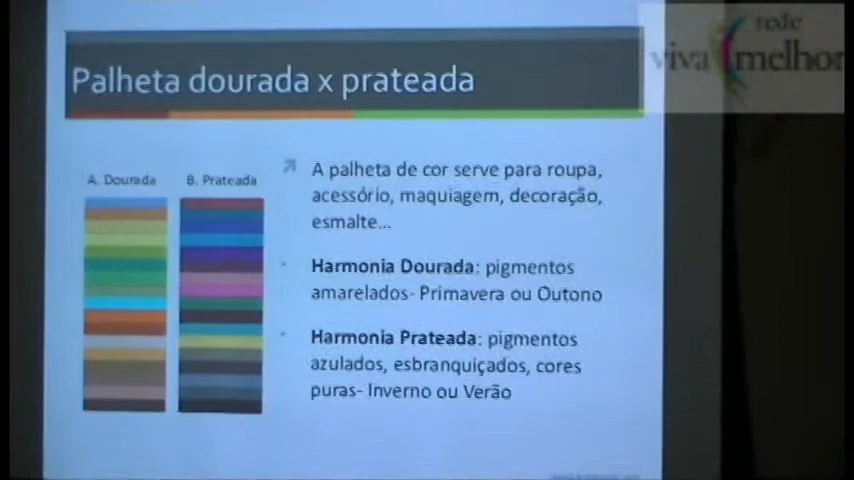 rede
viva melhor
Palheta dourada x prateada
A. Dourada
B. Prateada
A palheta de cor serve para roupa,
acessório, maquiagem, decoração,
esmalte...
Harmonia Dourada: pigmentos
amarelados- Primavera ou Outono
Harmonia Prateada: pigmentos
azulados, esbranquiçados, cores
puras- Inverno ou Verão